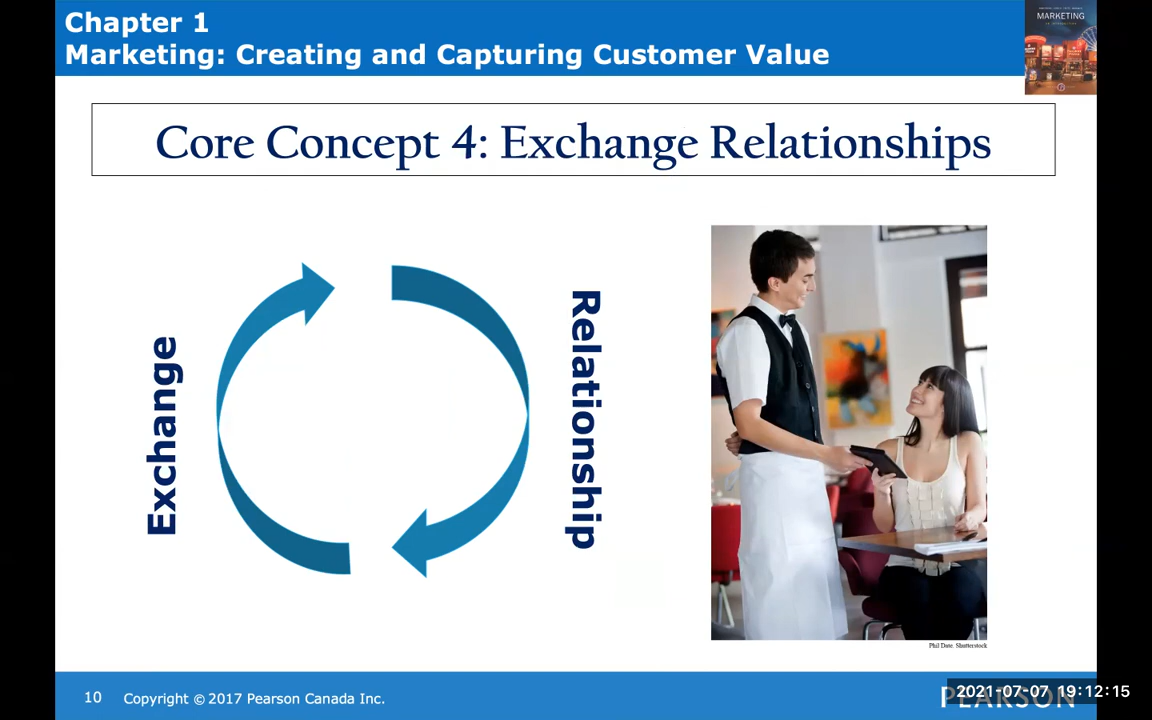 Chapter 1
Marketing: Creating and Capturing Customer Value
MARKETING
Core Concept 4: Exchange Relationships
Exchange
Relationship
Phil Date. Shutterstock
10 Copyright © 2017 Pearson Canada Inc.
PEARSON
2021-07-07 19:12:15